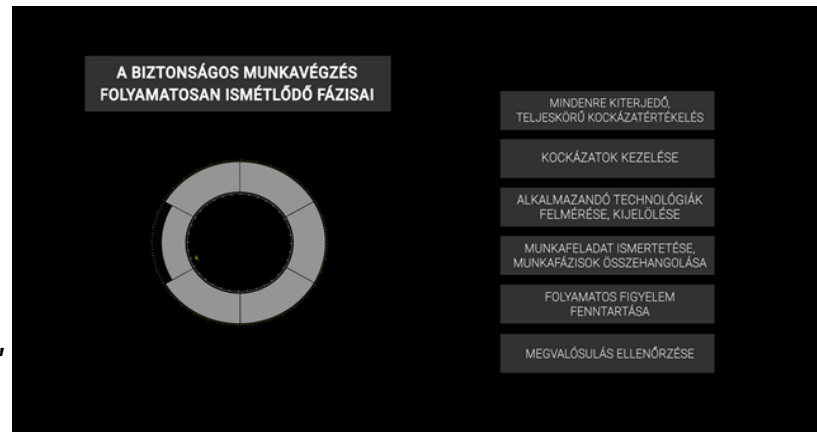 A BIZTONSÁGOS MUNKAVÉGZÉS
FOLYAMATOSAN ISMÉTLŐDŐ FÁZISAI
MINDENRE KITERJEDŐ,
TELJESKÖRŰ KOCKÁZATÉRTÉKELÉS
KOCKÁZATOK KEZELÉSE
ALKALMAZANDÓ TECHNOLÓGIÁK
FELMÉRÉSE, KIJELÖLÉSE
MUNKAFELADAT ISMERTETÉSE,
MUNKAFÁZISOK ÖSSZEHANGOLÁSA
FOLYAMATOS FIGYELEM
FENNTARTÁSA
MEGVALÓSULÁS ELLENŐRZÉSE